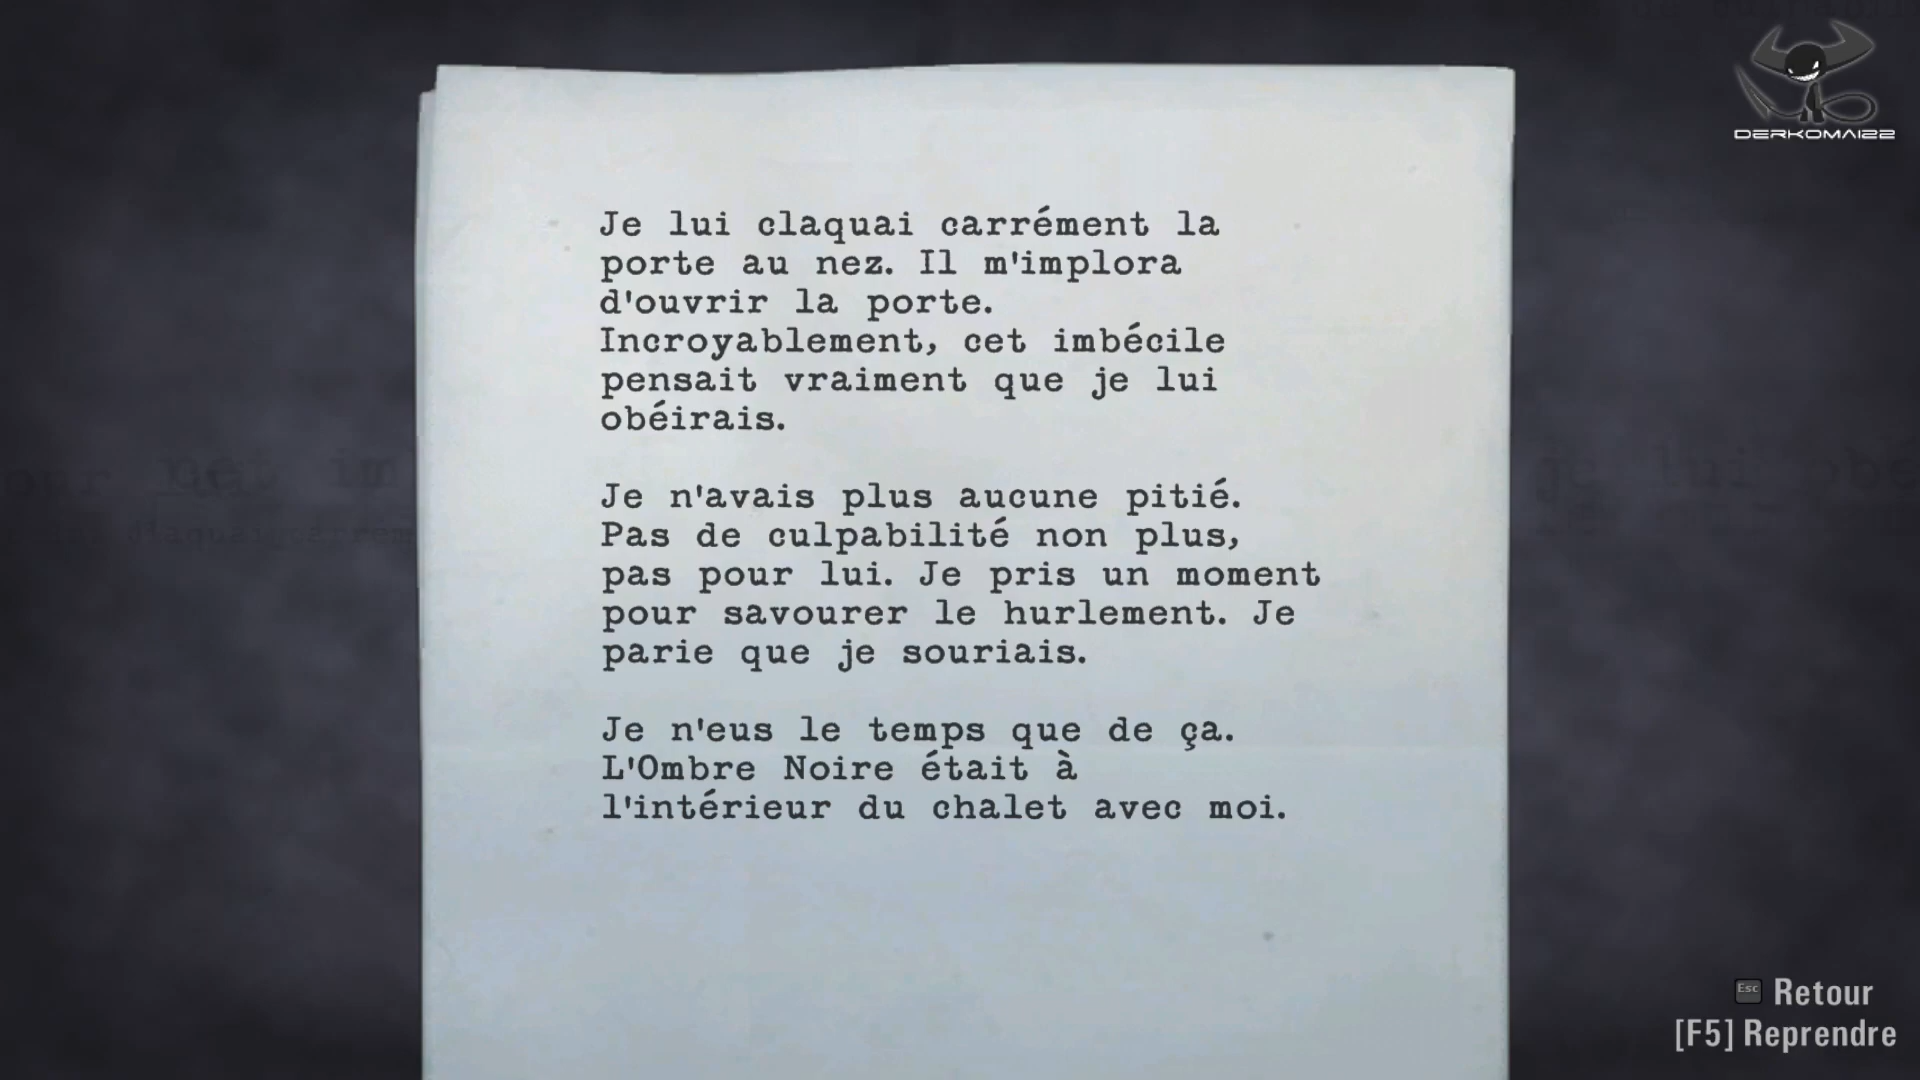 DERKOMAI22
Je lui claquai carrément la
porte au nez. Il m'implora
d'ouvrir la porte.
Incroyablement, cet imbécile
pensait vraiment que je lui
obéirais.
Je n'avais plus aucune pitié.
Pas de culpabilité non plus,
pas pour lui. Je pris un moment
pour savourer le hurlement. Je
parie que je souriais.
Je n'eus le temps que de ça.
L'Ombre Noire était à
l'intérieur du chalet avec moi.
Esc Retour
[F5] Reprendre